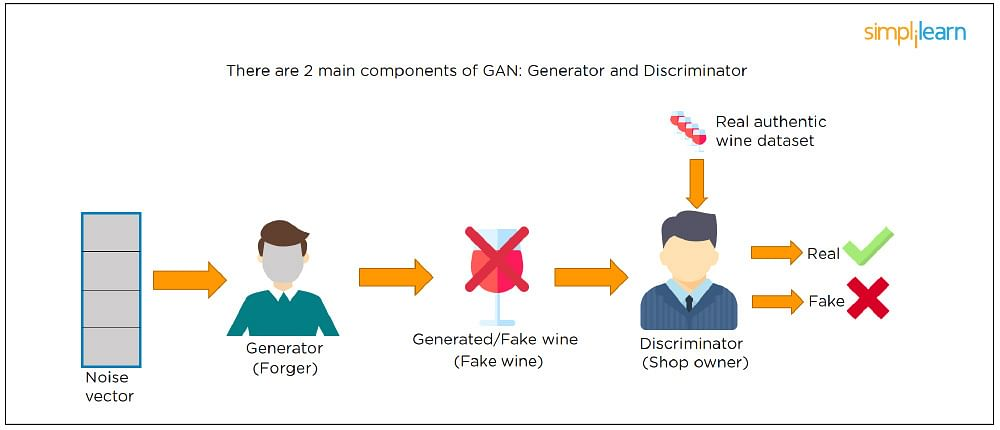 simplilearn
There are 2 main components of GAN: Generator and Discriminator
Real authentic
wine dataset
Real
Fake
Generator
(Forger)
Generated/Fake wine
(Fake wine)
Discriminator
(Shop owner)
Noise
vector